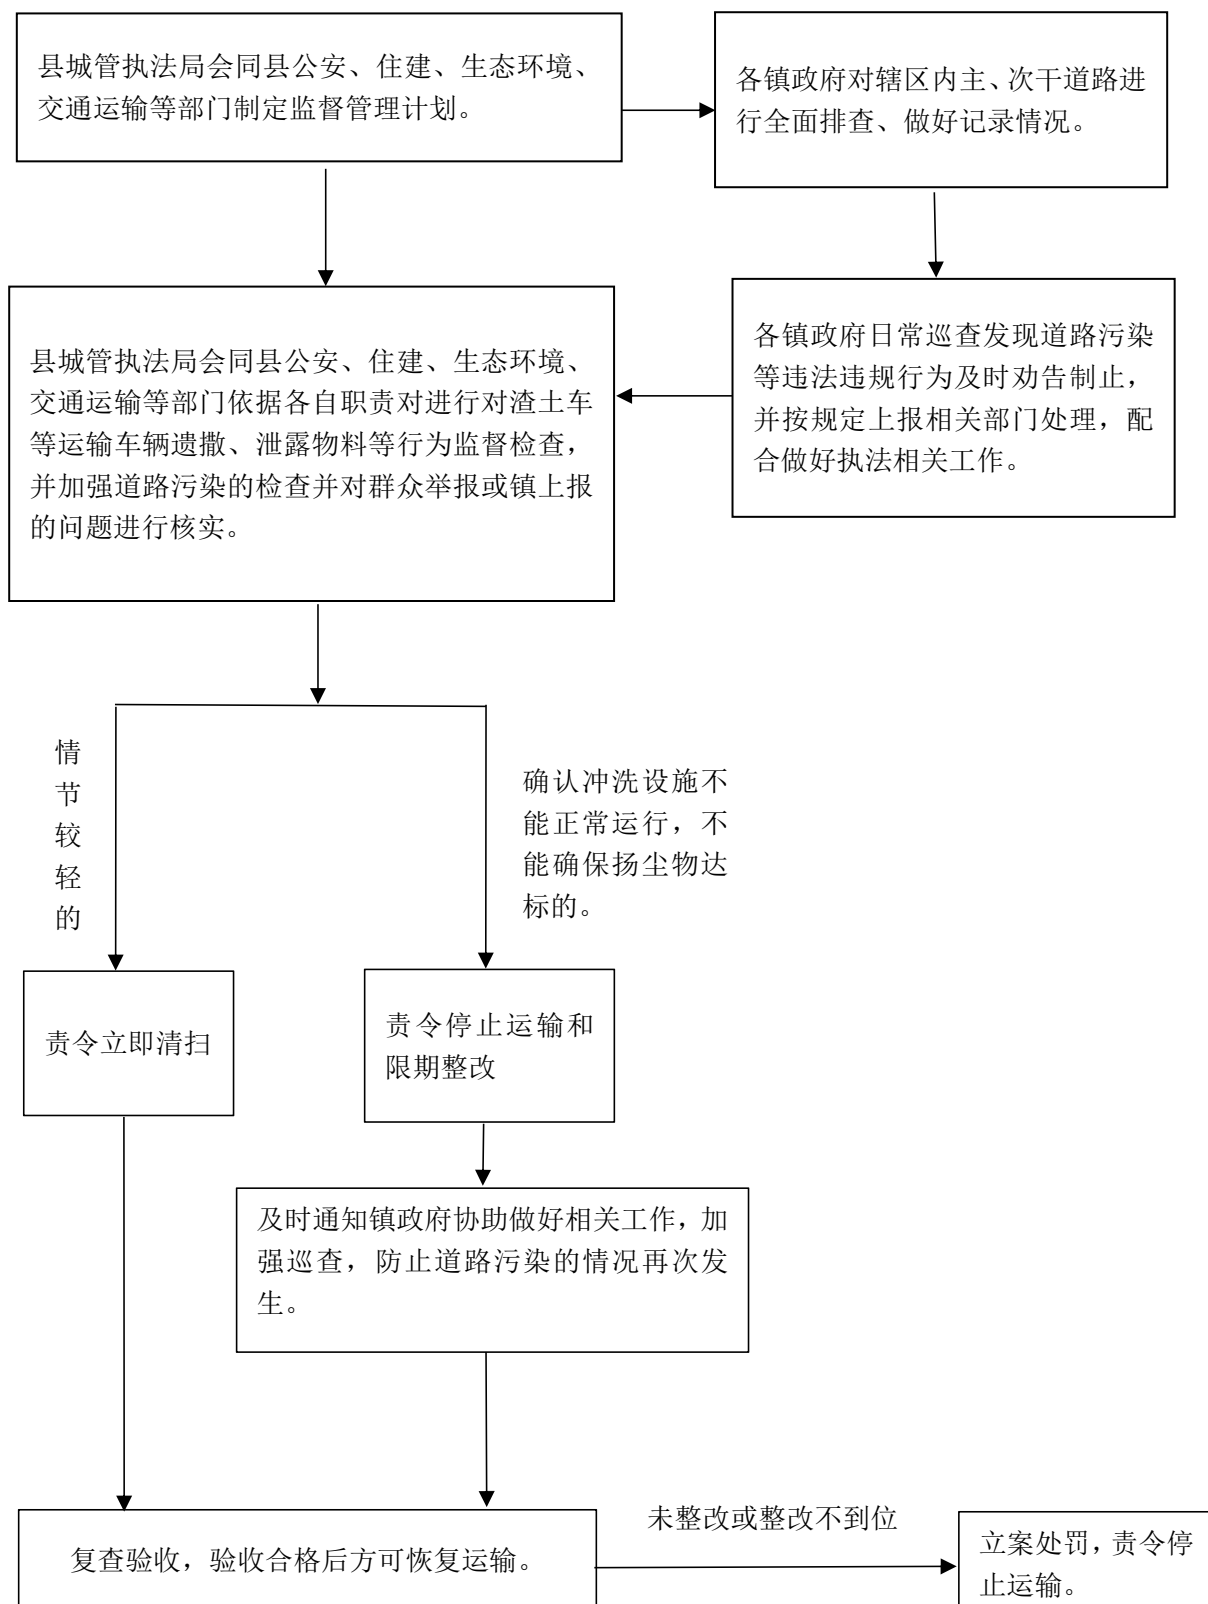 县城管执法局会同县公安、住建、生态环境、
交通运输等部门制定监督管理计划。
各镇政府对辖区内主、次干道路进
行全面排查、做好记录情况。
各镇政府日常巡查发现道路污染
等违法违规行为及时劝告制止，
并按规定上报相关部门处理，配
合做好执法相关工作。
县城管执法局会同县公安、住建、生态环境、
交通运输等部门依据各自职责对进行对渣土车
等运输车辆遗撒、泄露物料等行为监督检查，
并加强道路污染的检查并对群众举报或镇上报
的问题进行核实。
情
节
较
轻
的
确认冲洗设施不
能正常运行，不
能确保扬尘物达
标的。
责令立即清扫
责令停止运输和
限期整改
及时通知镇政府协助做好相关工作，加
强巡查，防止道路污染的情况再次发
生。
复查验收，验收合格后方可恢复运输。
未整改或整改不到位
立案处罚，责令停
止运输。